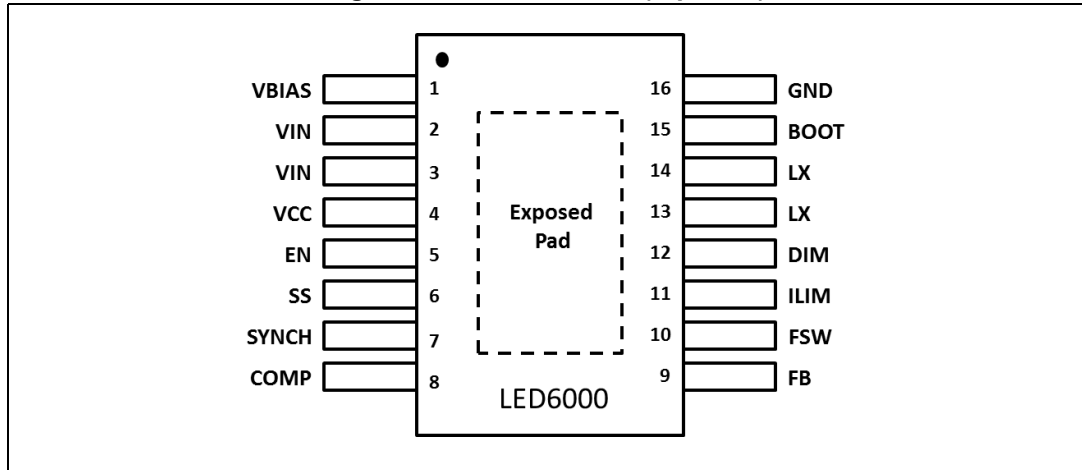 VBIAS 1 16 GND
VIN 2 15 BOOT
VIN 3 14 LX
VCC 4 13 LX
EN 5 12 DIM
SS 6 11 ILIM
SYNCH 7 10 FSW
COMP 8 9 FB
Exposed
Pad
LED6000